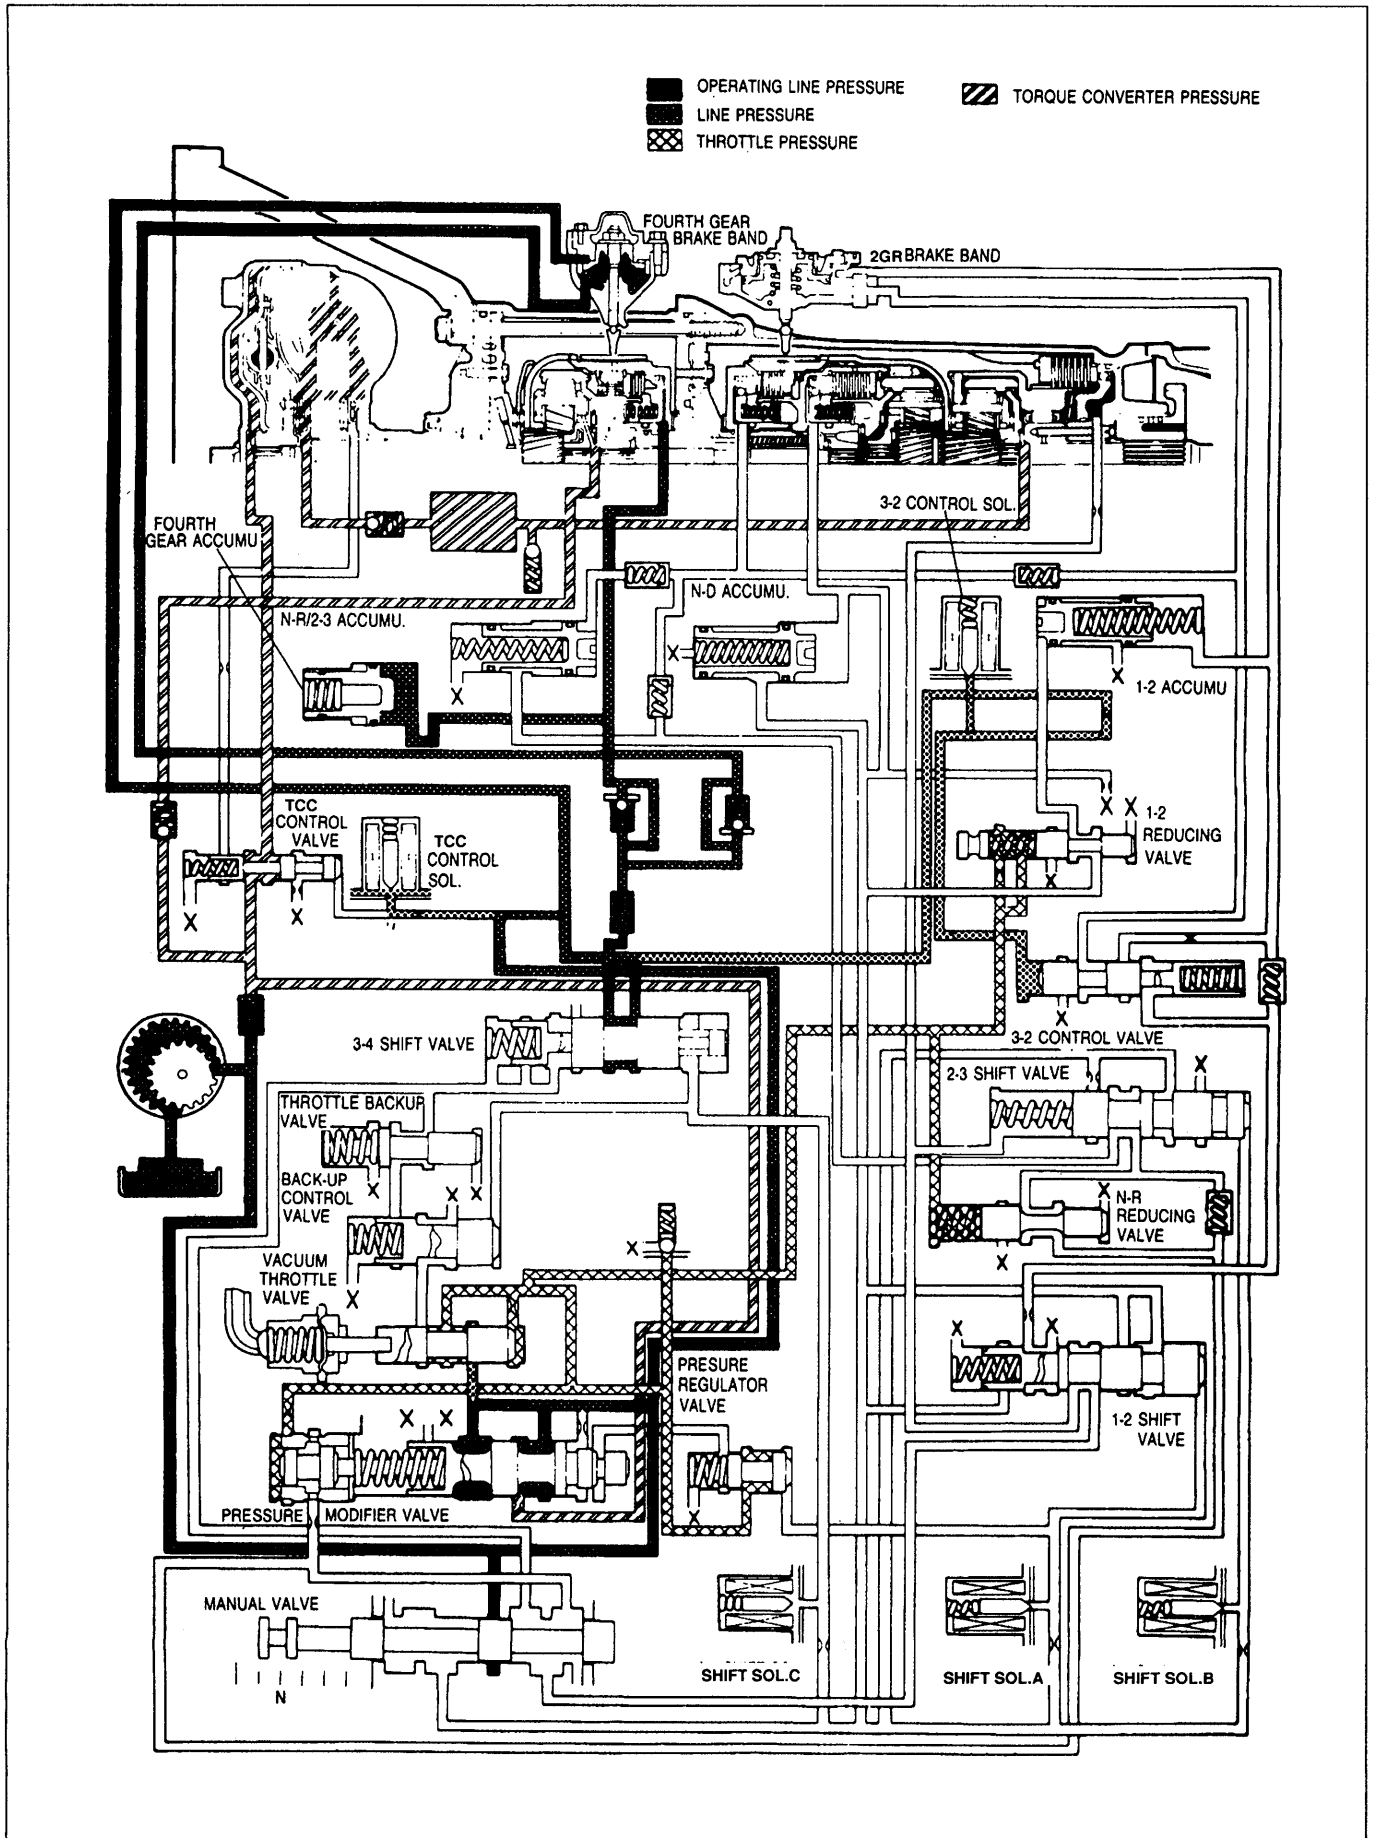 OPERATING LINE PRESSURE
LINE PRESSURE
THROTTLE PRESSURE
TORQUE CONVERTER PRESSURE
FOURTH GEAR
BRAKE BAND
2GR BRAKE BAND
3-2 CONTROL SOL.
FOURTH
GEAR ACCUMU
N-D ACCUMU.
N-R/2-3 ACCUMU.
X
X
X
1-2 ACCUMU
TCC
CONTROL
VALVE
TCC
CONTROL
SOL.
X X
1-2
REDUCING
VALVE
X
X
X
X
3-2 CONTROL VALVE
3-4 SHIFT VALVE
2-3 SHIFT VALVE
X
THROTTLE BACKUP
VALVE
BACK-UP
CONTROL
VALVE
X
X X
X
N-R
REDUCING
VALVE
X
X
X
VACUUM
THROTTLE
VALVE
X
X
X
PRESURE
REGULATOR
VALVE
X X
1-2 SHIFT
VALVE
PRESSURE MODIFIER VALVE
X
MANUAL VALVE
N
SHIFT SOL.C
SHIFT SOL.A
SHIFT SOL.B